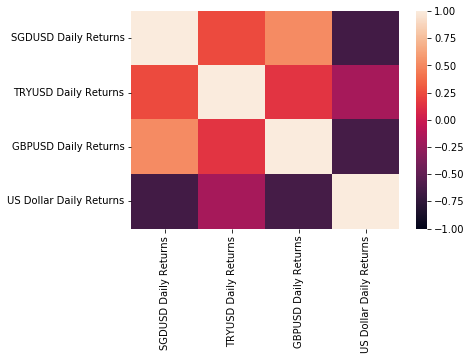 SGDUSD Daily Returns
TRYUSD Daily Returns
GBPUSD Daily Returns
US Dollar Daily Returns
SGDUSD Daily Returns
TRYUSD Daily Returns
GBPUSD Daily Returns
US Dollar Daily Returns
1.00
0.75
0.50
0.25
0.00
−0.25
−0.50
−0.75
−1.00